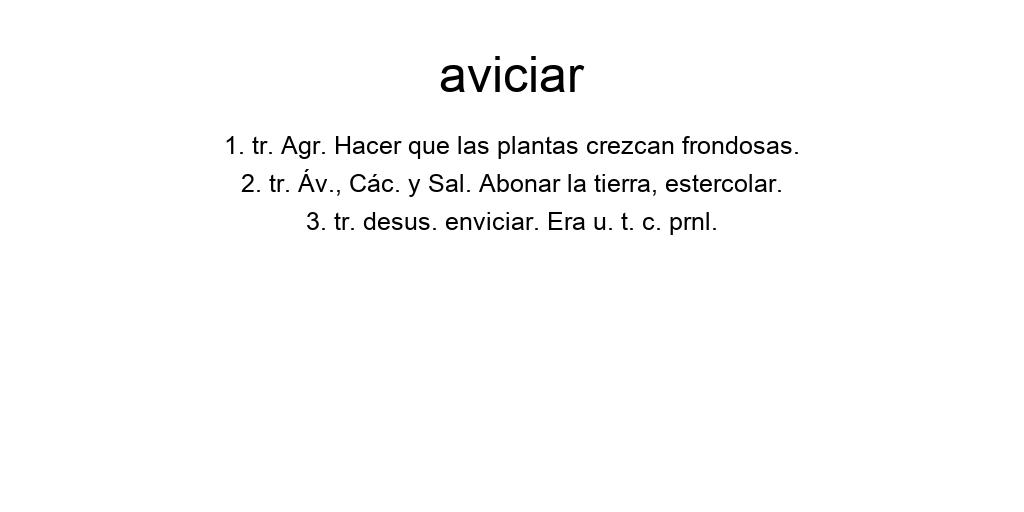 aviciar
1. tr. Agr. Hacer que las plantas crezcan frondosas.
2. tr. Áv., Các. y Sal. Abonar la tierra, estercolar.
3. tr. desus. enviciar. Era u. t. c. prnl.